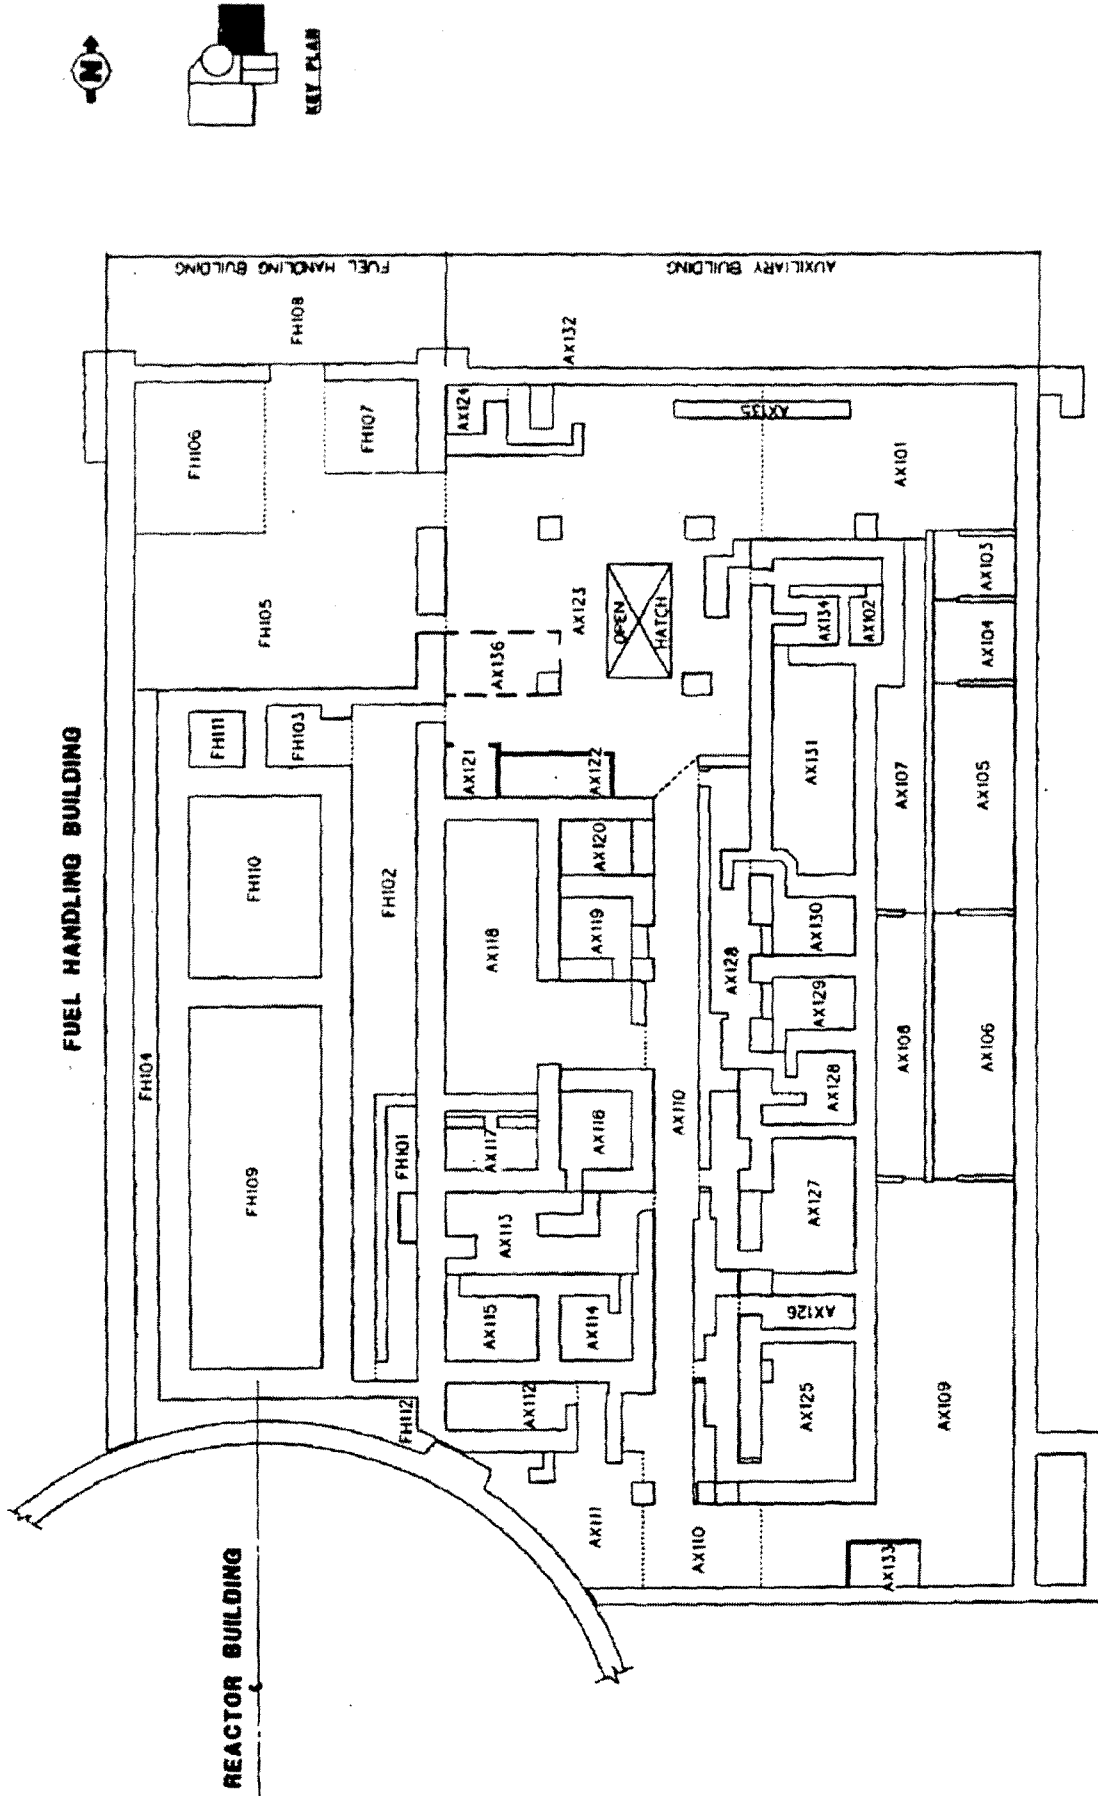 N
KEY PLAN
FUEL HANDLING BUILDING
AUXILIARY BUILDING
FH108
AX132
FH106
FH107
AX124
AX135
AX101
FH105
AX136
AX123
OPEN
HATCH
AX134
AX102
AX103
AX104
FUEL HANDLING BUILDING
FH111
FH103
AX121
AX122
AX131
AX107
AX105
FH110
FH102
AX118
AX120
AX119
AX128
AX130
AX129
FH104
FH109
FH101
AX117
AX116
AX110
AX128
AX108
AX106
AX113
AX127
AX115
AX114
AX126
FH112
AX112
AX125
AX109
AX111
AX110
AX133
REACTOR BUILDING